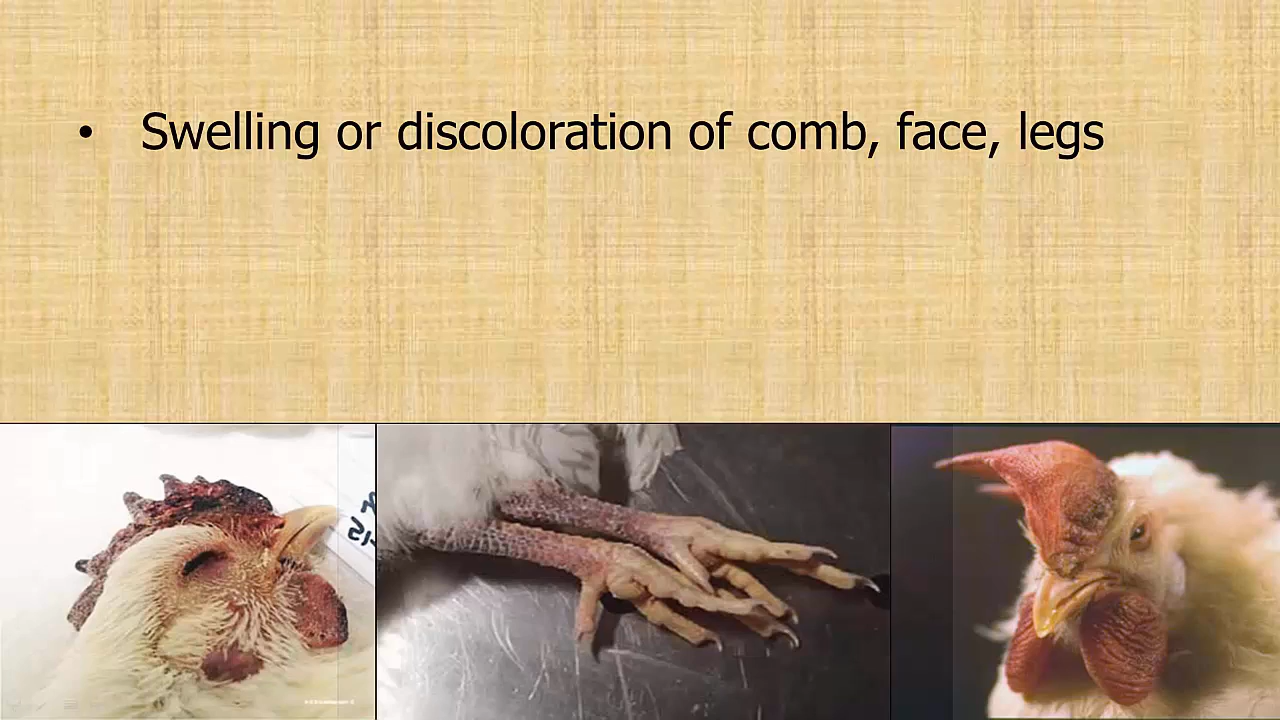 • Swelling or discoloration of comb, face, legs